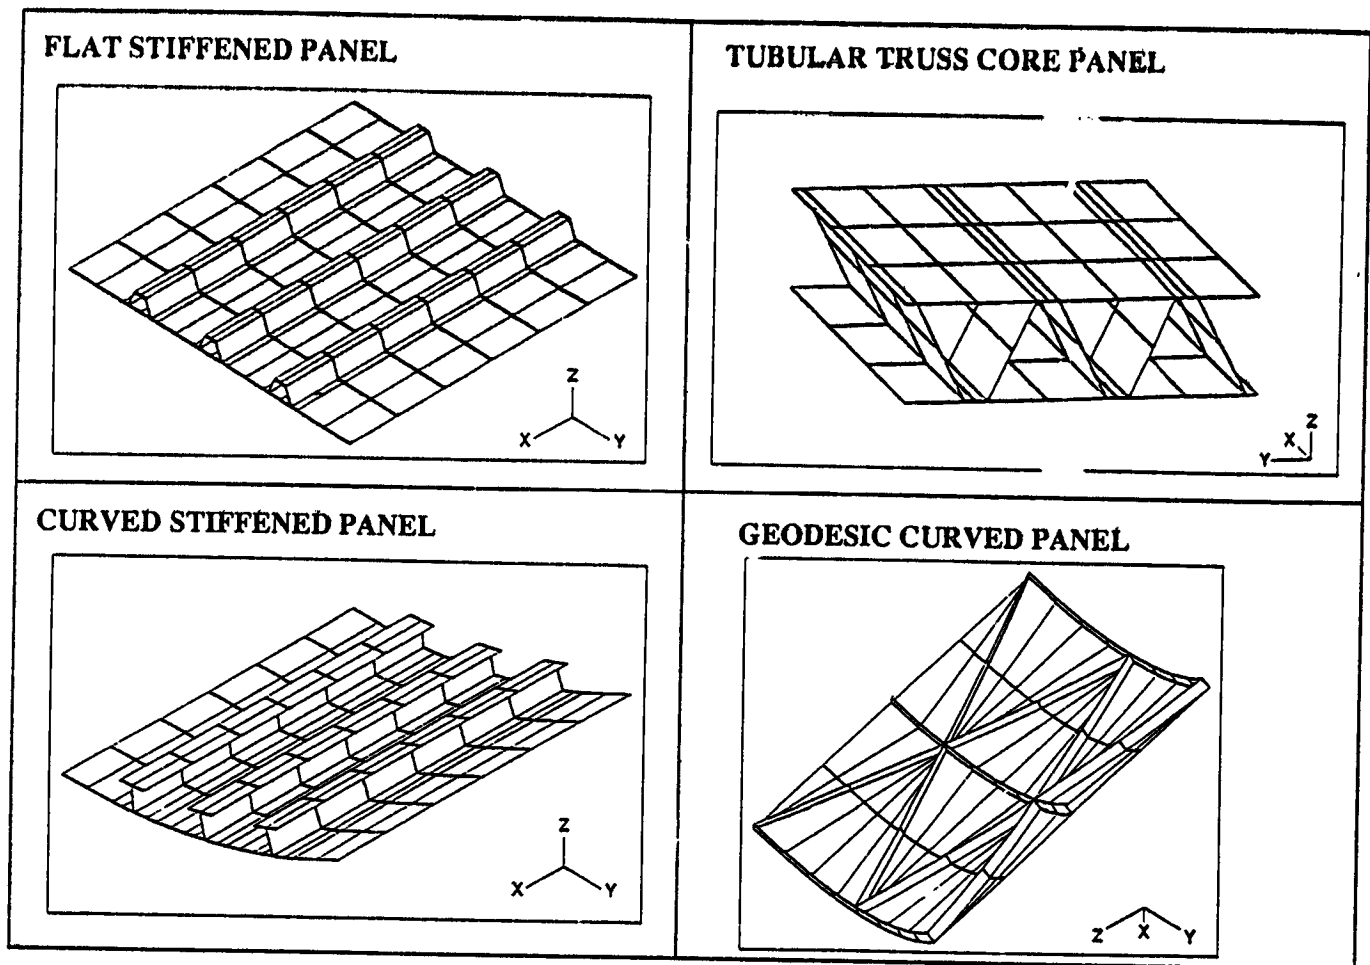 FLAT STIFFENED PANEL
Z
X
Y
TUBULAR TRUSS CORE PANEL
Z
X
Y
CURVED STIFFENED PANEL
Z
X
Y
GEODESIC CURVED PANEL
Z
X
Y